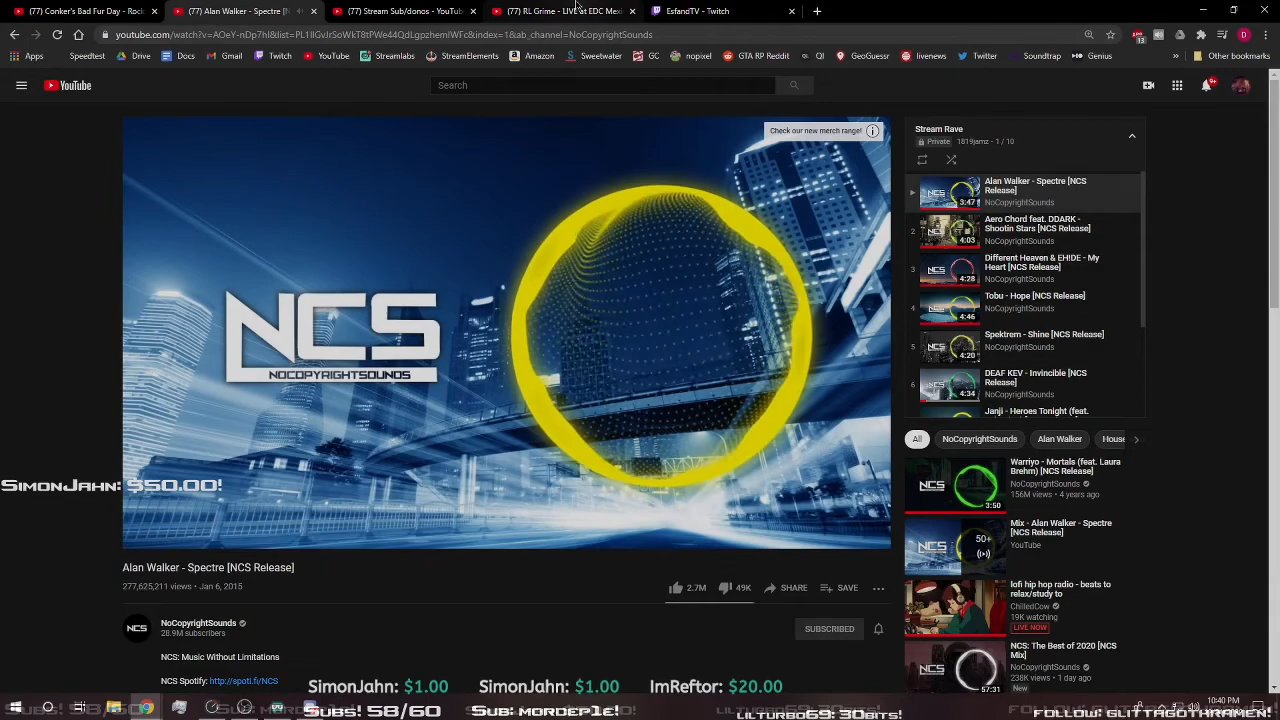 (77) Conker's Bad Fur Day - Rock
(77) Alan Walker - Spectre [N
(77) Stream Sub/donos - YouTub
(77) RL Grime - LIVE at EDC Mexi
EsfandTV - Twitch
youtube.com/watch?v=AOeY-nDp7hI&list=PL1IlGvJrSoWkT8tPWe44QdLgpzhemIWFc&index=1&ab_channel=NoCopyrightSounds
Apps
Speedtest
Drive
Docs
Gmail
Twitch
YouTube
Streamlabs
StreamElements
Amazon
Sweetwater
GC
nopixel
GTA RP Reddit
QJ
GeoGuessr
livenews
Twitter
Soundtrap
Genius
YouTube
Search
9+
Check our new merch range!
NCS
NOCOPYRIGHTSOUNDS
SimonJahn: $50.00!
Stream Rave
Private 1819jamz - 1 / 10
Alan Walker - Spectre [NCS
Release]
NoCopyrightSounds
3:47
2
Aero Chord feat. DDARK -
Shootin Stars [NCS Release]
NoCopyrightSounds
4:03
3
Different Heaven & EH!DE - My
Heart [NCS Release]
NoCopyrightSounds
4:28
4
Tobu - Hope [NCS Release]
NoCopyrightSounds
4:46
5
Spektrem - Shine [NCS Release]
NoCopyrightSounds
4:20
6
DEAF KEV - Invincible [NCS
Release]
NoCopyrightSounds
4:34
Janji - Heroes Tonight (feat.
All
NoCopyrightSounds
Alan Walker
House
Warriyo - Mortals (feat. Laura
Brehm) [NCS Release]
NoCopyrightSounds
156M views • 4 years ago
3:50
Mix - Alan Walker - Spectre
[NCS Release]
YouTube
50+
lofi hip hop radio - beats to
relax/study to
ChilledCow
19K watching
LIVE NOW
NCS: The Best of 2020 [NCS
Mix]
NoCopyrightSounds
238K views • 1 day ago
New
57:31
Alan Walker - Spectre [NCS Release]
277,625,211 views • Jan 6, 2015
2.7M
49K
SHARE
SAVE
NoCopyrightSounds
28.9M subscribers
SUBSCRIBED
NCS: Music Without Limitations
NCS Spotify: http://spoti.fi/NCS
SimonJahn: $1.00
SimonJahn: $1.00
ImReftor: $20.00
Subs! 58/60
lilturbo69: 30bits!
10:40 PM